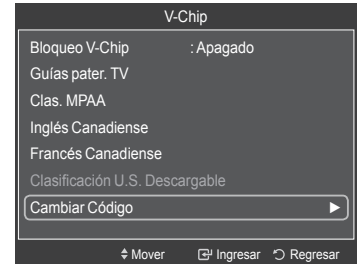 V-Chip
Bloqueo V-Chip : Apagado
Guías pater. TV
Clas. MPAA
Inglés Canadiense
Francés Canadiense
Clasificación U.S. Descargable
Cambiar Código ►
Mover Ingresar Regresar